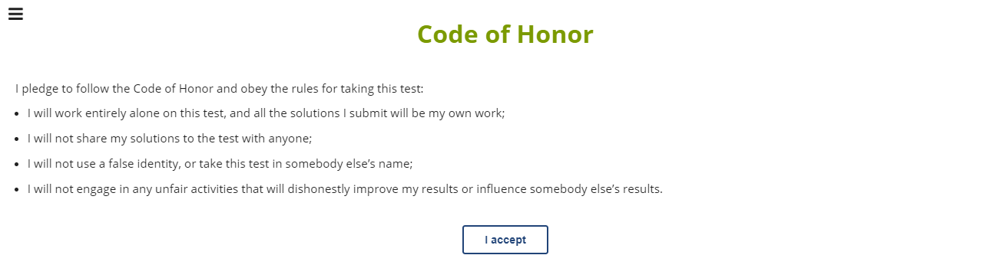 Code of Honor
I pledge to follow the Code of Honor and obey the rules for taking this test:
• I will work entirely alone on this test, and all the solutions I submit will be my own work;
• I will not share my solutions to the test with anyone;
• I will not use a false identity, or take this test in somebody else’s name;
• I will not engage in any unfair activities that will dishonestly improve my results or influence somebody else’s results.
I accept